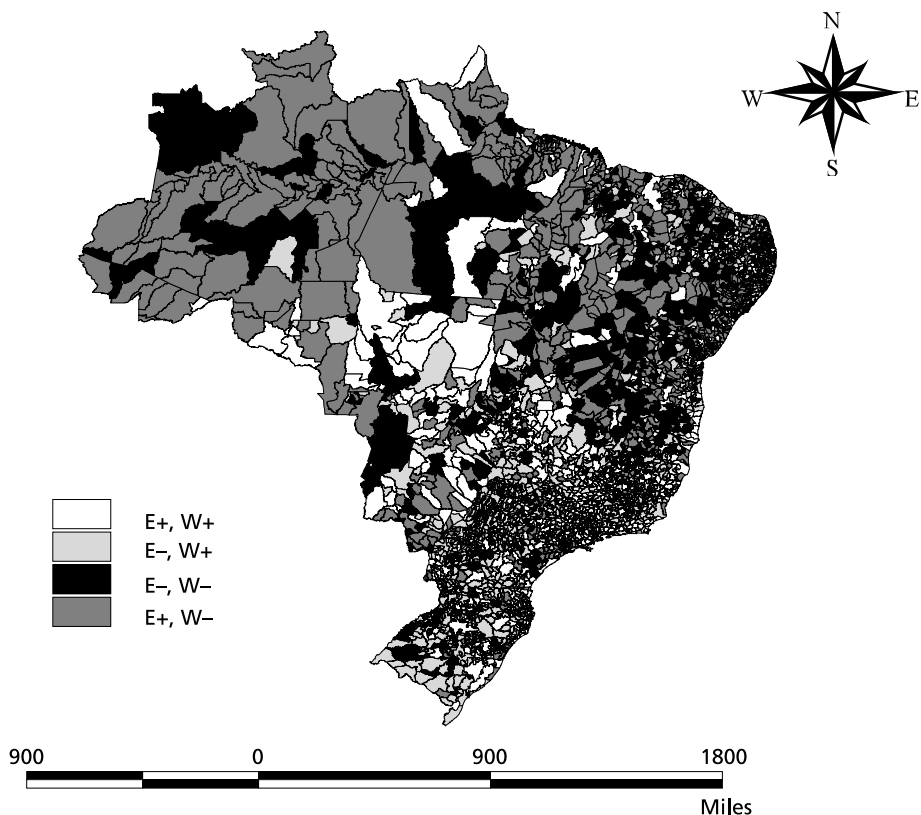 N
W E
S
E+, W+
E–, W+
E–, W–
E+, W–
900 0 900 1800
Miles